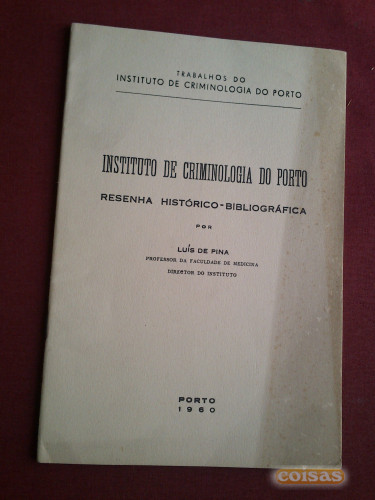 TRABALHOS DO
INSTITUTO DE CRIMINOLOGIA DO PORTO
INSTITUTO DE CRIMINOLOGIA DO PORTO
RESENHA HISTÓRICO-BIBLIOGRÁFICA
POR
LUÍS DE PINA
PROFESSOR DA FACULDADE DE MEDICINA
DIRECTOR DO INSTITUTO
PORTO
1960
coisas